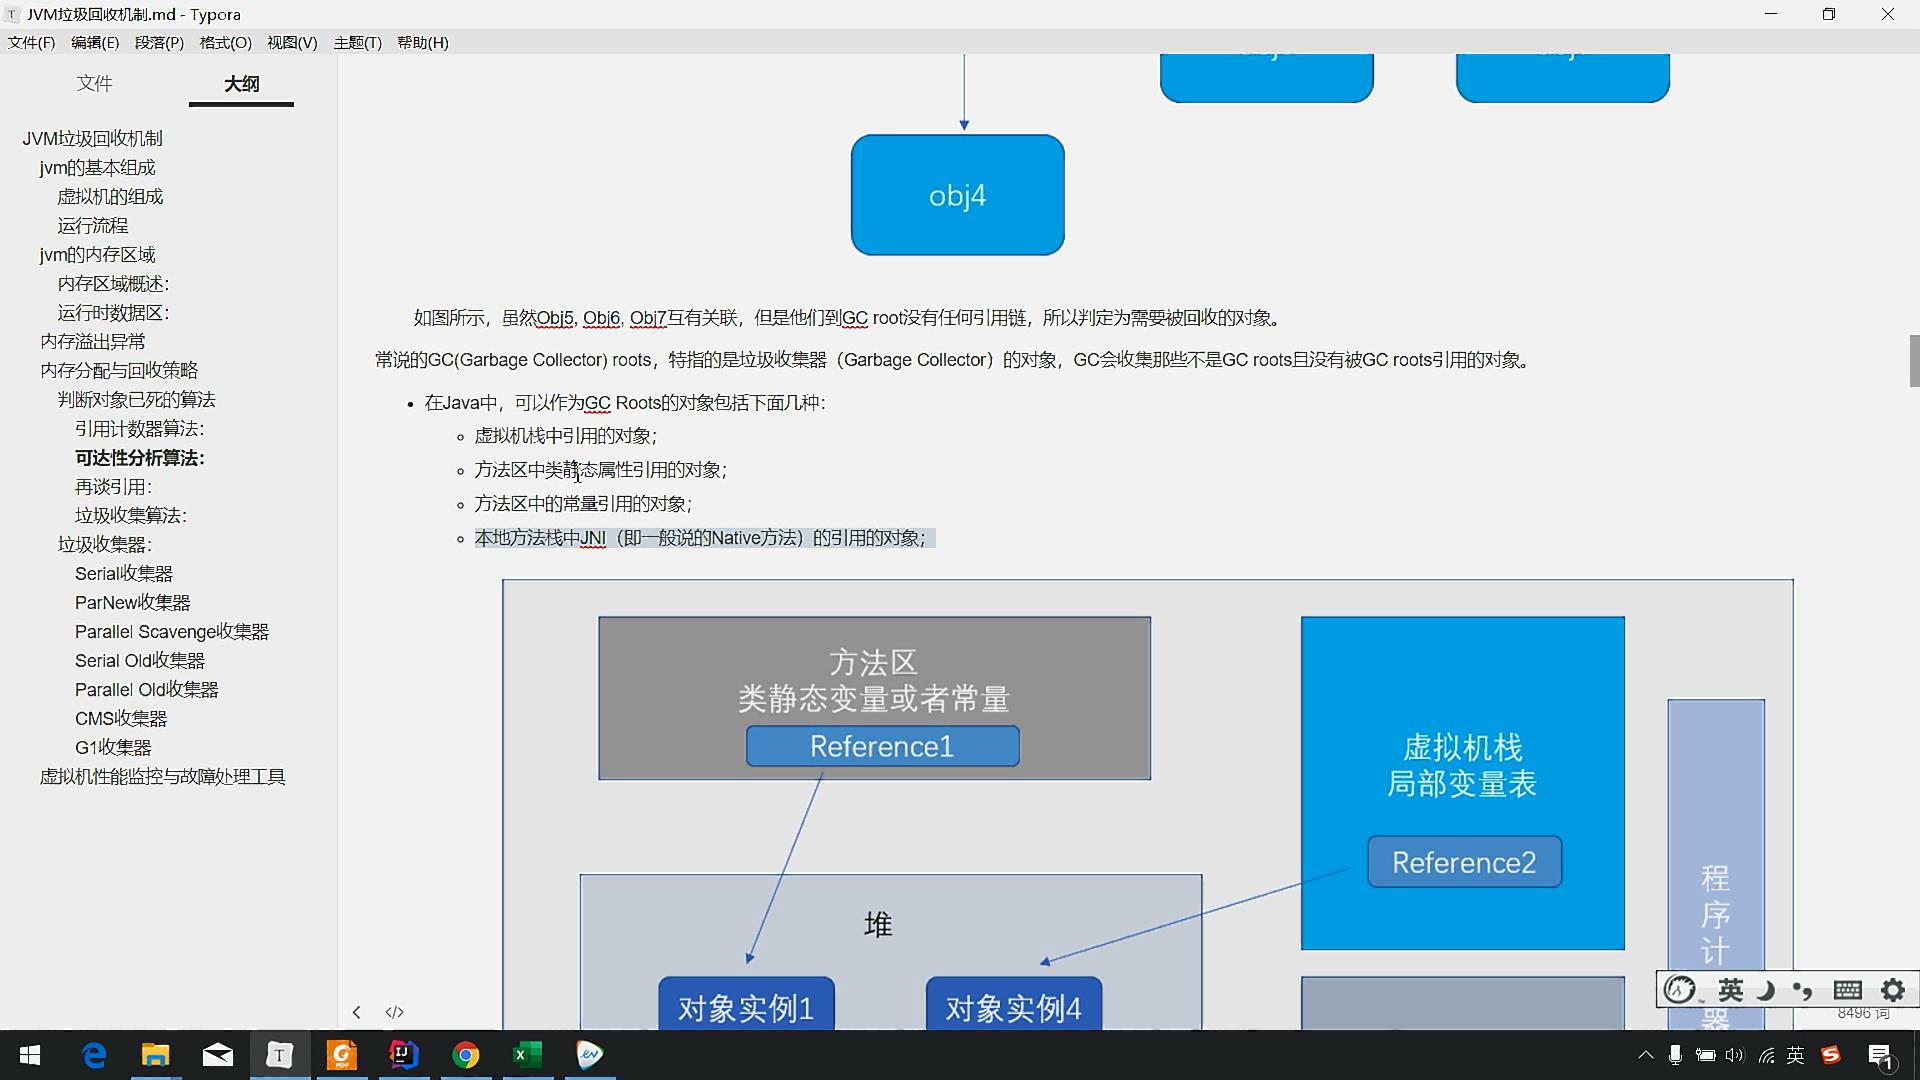 JVM垃圾回收机制.md - Typora
文件(F) 编辑(E) 段落(P) 格式(O) 视图(V) 主题(T) 帮助(H)
文件 大纲
JVM垃圾回收机制
jvm的基本组成
虚拟机的组成
运行流程
jvm的内存区域
内存区域概述：
运行时数据区：
内存溢出异常
内存分配与回收策略
判断对象已死的算法
引用计数器算法：
可达性分析算法：
再谈引用：
垃圾收集算法：
垃圾收集器：
Serial收集器
ParNew收集器
Parallel Scavenge收集器
Serial Old收集器
Parallel Old收集器
CMS收集器
G1收集器
虚拟机性能监控与故障处理工具
obj4
如图所示，虽然Obj5, Obj6, Obj7互有关联，但是他们到GC root没有任何引用链，所以判定为需要被回收的对象。
常说的GC(Garbage Collector) roots，特指的是垃圾收集器（Garbage Collector）的对象，GC会收集那些不是GC roots且没有被GC roots引用的对象。
在Java中，可以作为GC Roots的对象包括下面几种：
虚拟机栈中引用的对象；
方法区中类静态属性引用的对象；
方法区中的常量引用的对象；
本地方法栈中JNI（即一般说的Native方法）的引用的对象；
方法区
类静态变量或者常量
Reference1
虚拟机栈
局部变量表
Reference2
程序计
器
堆
对象实例1
对象实例4
英
8496 词
英
1